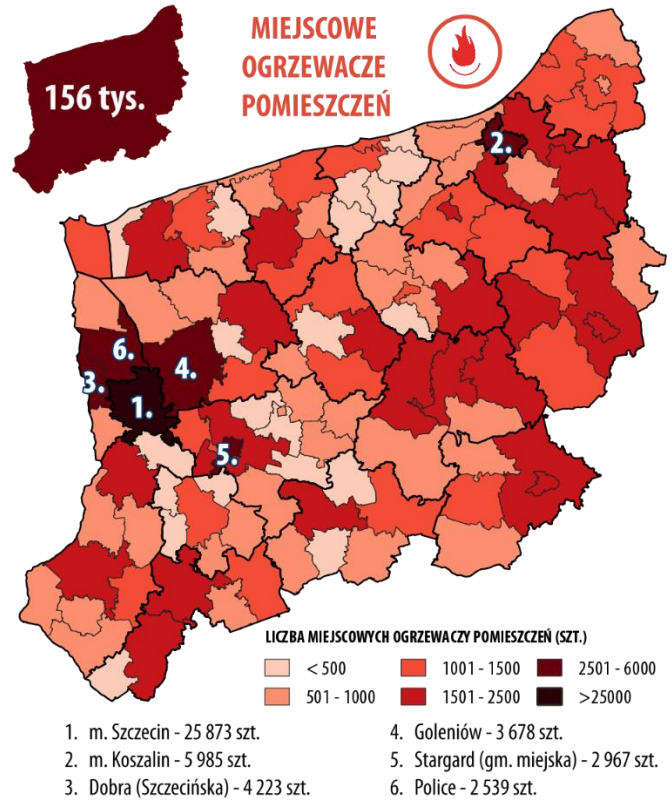 MIEJSCOWE
OGRZEWACZE
POMIESZCZEŃ
156 tys.
2.
6.
3.
4.
1.
5.
LICZBA MIEJSCOWYCH OGRZEWACZY POMIESZCZEŃ (SZT.)
< 500
1001 - 1500
2501 - 6000
501 - 1000
1501 - 2500
>25000
1. m. Szczecin - 25 873 szt.
2. m. Koszalin - 5 985 szt.
3. Dobra (Szczecińska) - 4 223 szt.
4. Goleniów - 3 678 szt.
5. Stargard (gm. miejska) - 2 967 szt.
6. Police - 2 539 szt.